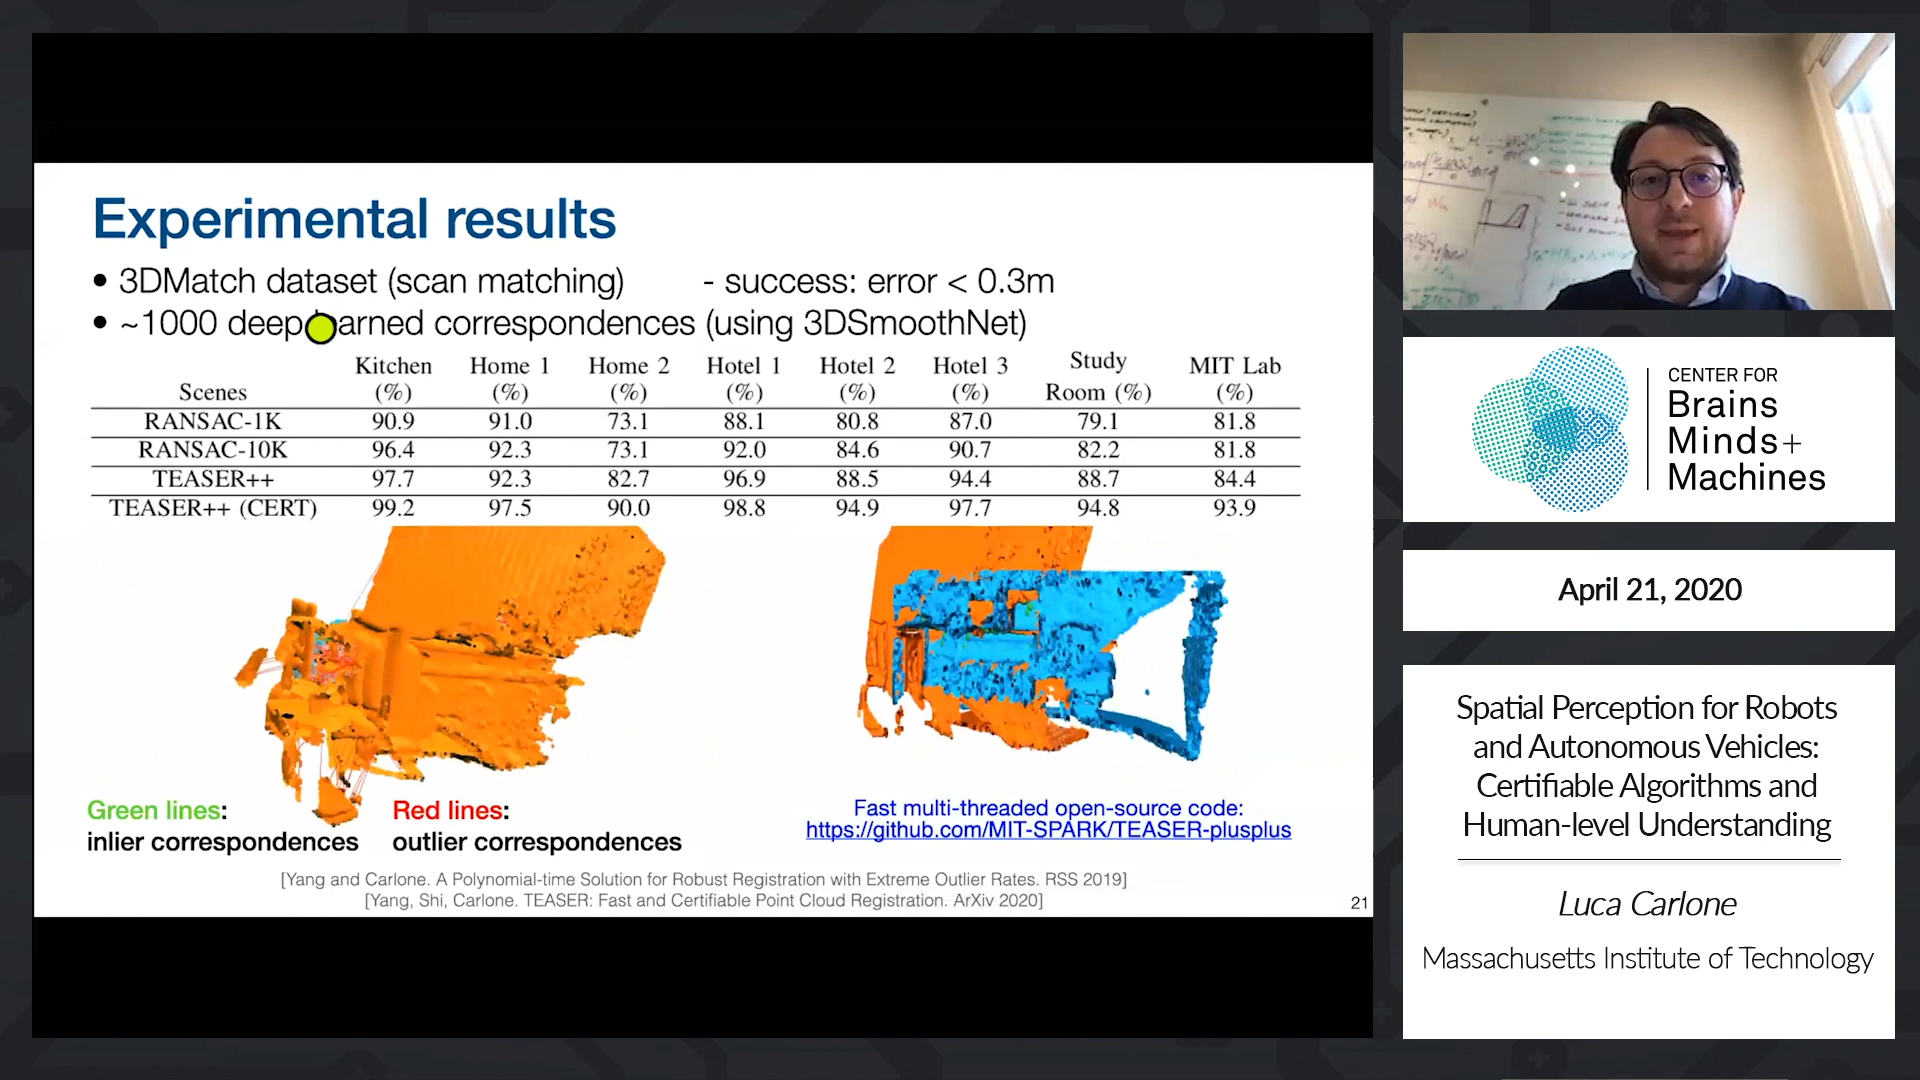 Experimental results
• 3DMatch dataset (scan matching) - success: error < 0.3m
• ~1000 deep arned correspondences (using 3DSmoothNet)
Scenes Kitchen (%) Home 1 (%) Home 2 (%) Hotel 1 (%) Hotel 2 (%) Hotel 3 (%) Study Room (%) MIT Lab (%)
RANSAC-1K 90.9 91.0 73.1 88.1 80.8 87.0 79.1 81.8
RANSAC-10K 96.4 92.3 73.1 92.0 84.6 90.7 82.2 81.8
TEASER++ 97.7 92.3 82.7 96.9 88.5 94.4 88.7 84.4
TEASER++ (CERT) 99.2 97.5 90.0 98.8 94.9 97.7 94.8 93.9
Green lines:
inlier correspondences
Red lines:
outlier correspondences
Fast multi-threaded open-source code:
https://github.com/MIT-SPARK/TEASER-plusplus
[Yang and Carlone. A Polynomial-time Solution for Robust Registration with Extreme Outlier Rates. RSS 2019]
[Yang, Shi, Carlone. TEASER: Fast and Certifiable Point Cloud Registration. ArXiv 2020]
21
CENTER FOR
Brains
Minds+
Machines
April 21, 2020
Spatial Perception for Robots
and Autonomous Vehicles:
Certifiable Algorithms and
Human-level Understanding
Luca Carlone
Massachusetts Institute of Technology